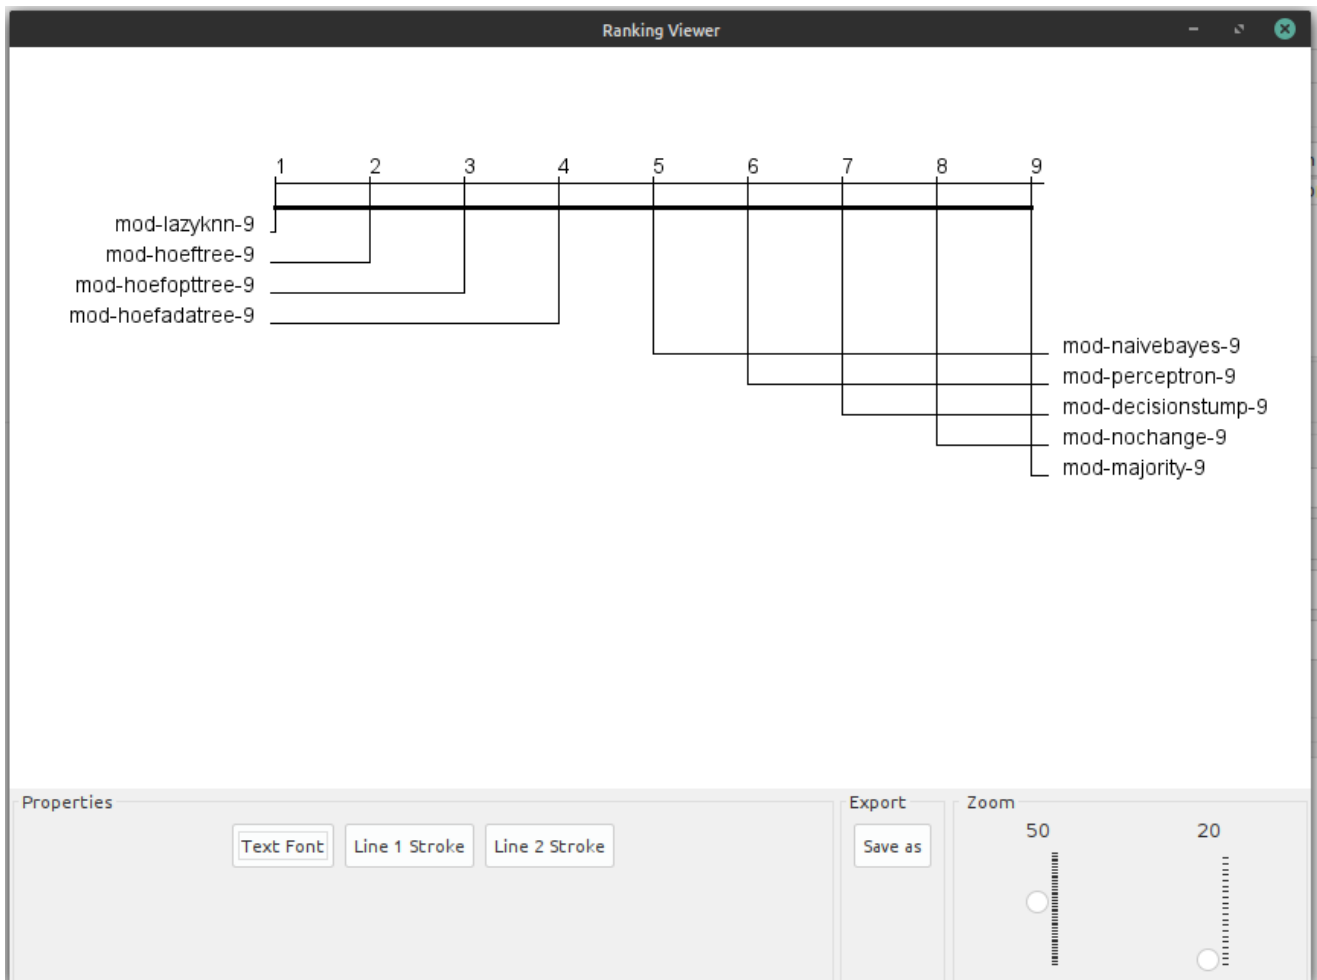 Ranking Viewer
1 2 3 4 5 6 7 8 9
mod-lazyknn-9
mod-hoeftree-9
mod-hoefopttree-9
mod-hoefadatree-9
mod-naivebayes-9
mod-perceptron-9
mod-decisionstump-9
mod-nochange-9
mod-majority-9
Properties
Text Font Line 1 Stroke Line 2 Stroke
Export
Save as
Zoom
50 20